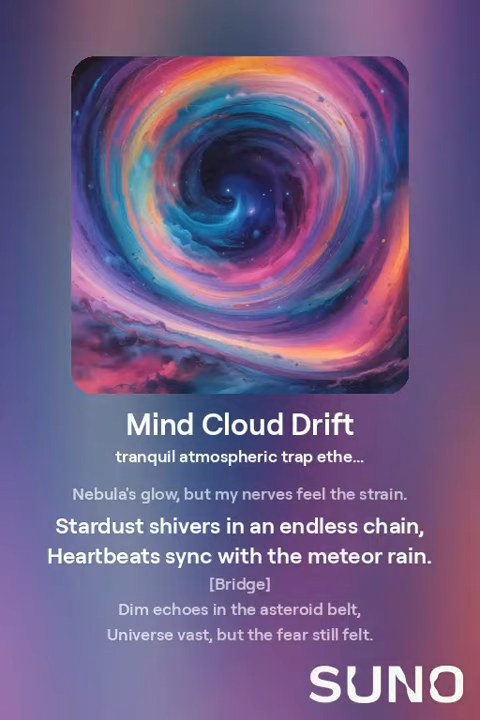 Mind Cloud Drift
tranquil atmospheric trap ethe...
Nebula's glow, but my nerves feel the strain.
Stardust shivers in an endless chain,
Heartbeats sync with the meteor rain.
[Bridge]
Dim echoes in the asteroid belt,
Universe vast, but the fear still felt.
SUNO